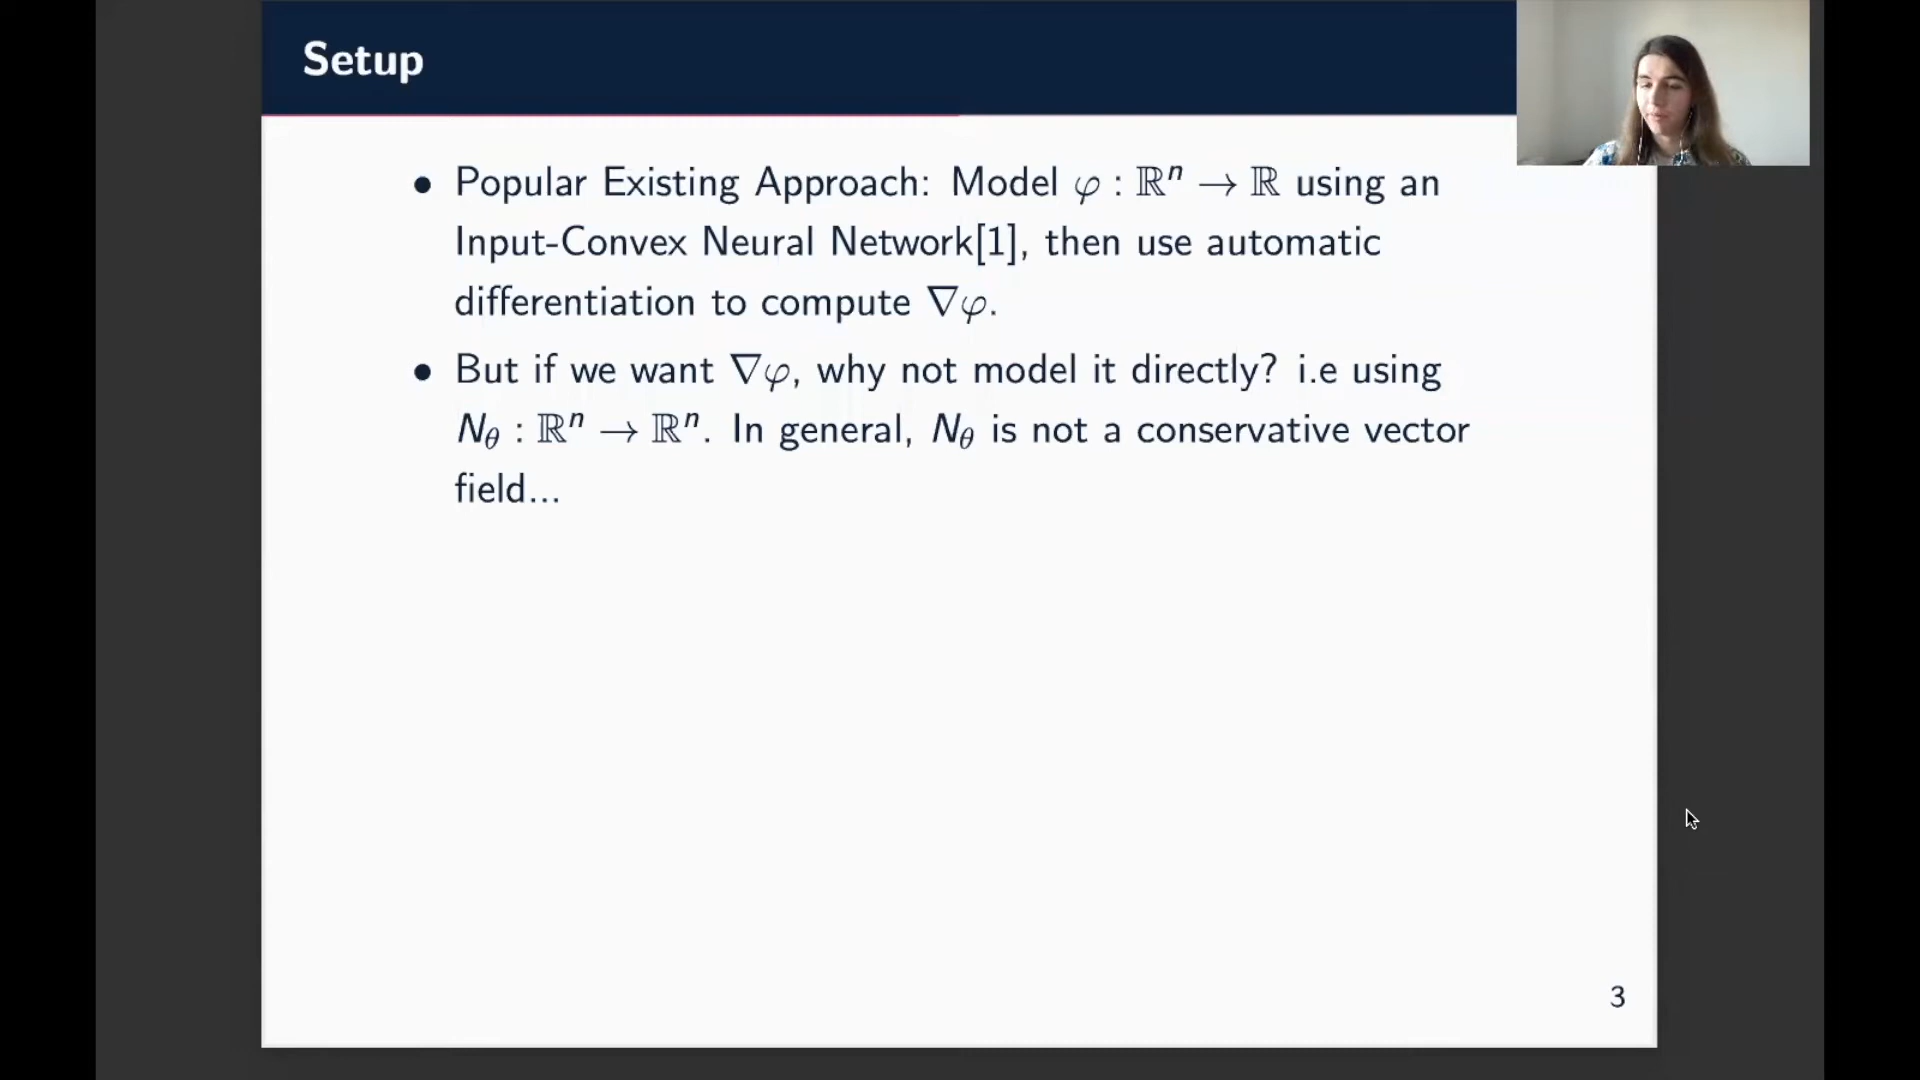 Setup
• Popular Existing Approach: Model φ : ℝⁿ → ℝ using an
Input-Convex Neural Network[1], then use automatic
differentiation to compute ∇φ.
• But if we want ∇φ, why not model it directly? i.e using
N_θ : ℝⁿ → ℝⁿ. In general, N_θ is not a conservative vector
field...
3